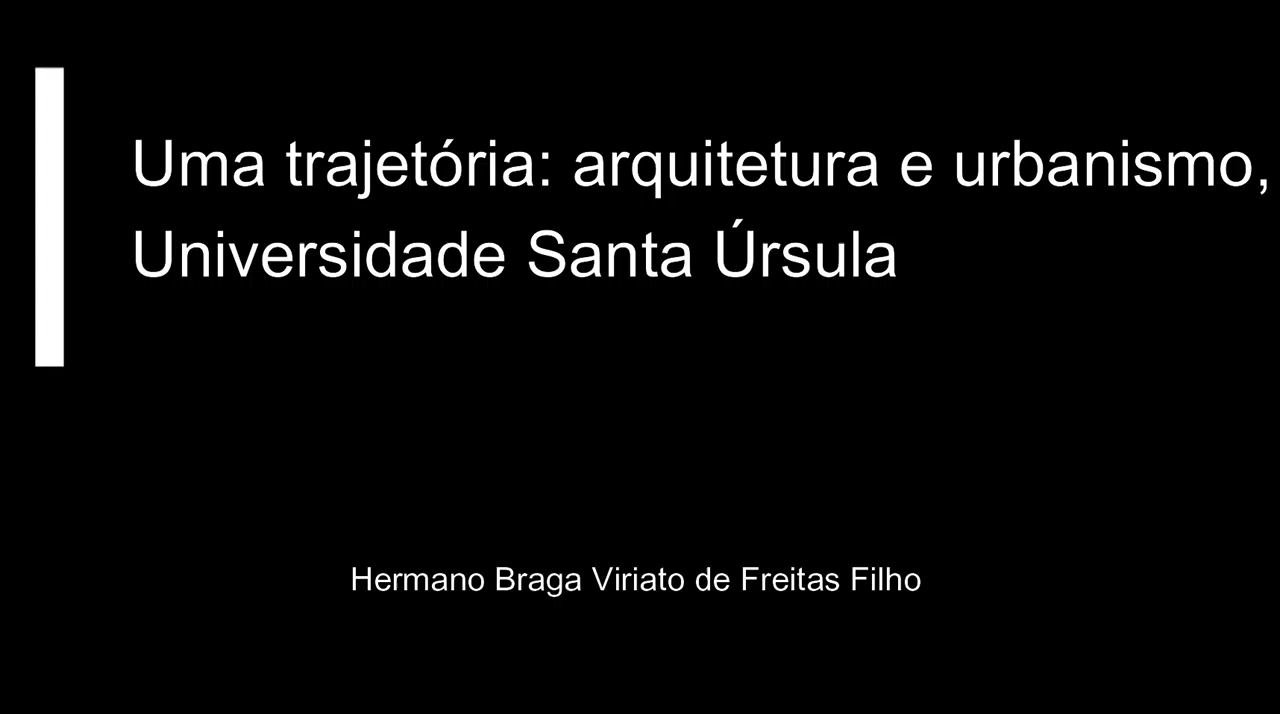 Uma trajetória: arquitetura e urbanismo,
Universidade Santa Úrsula
Hermano Braga Viriato de Freitas Filho